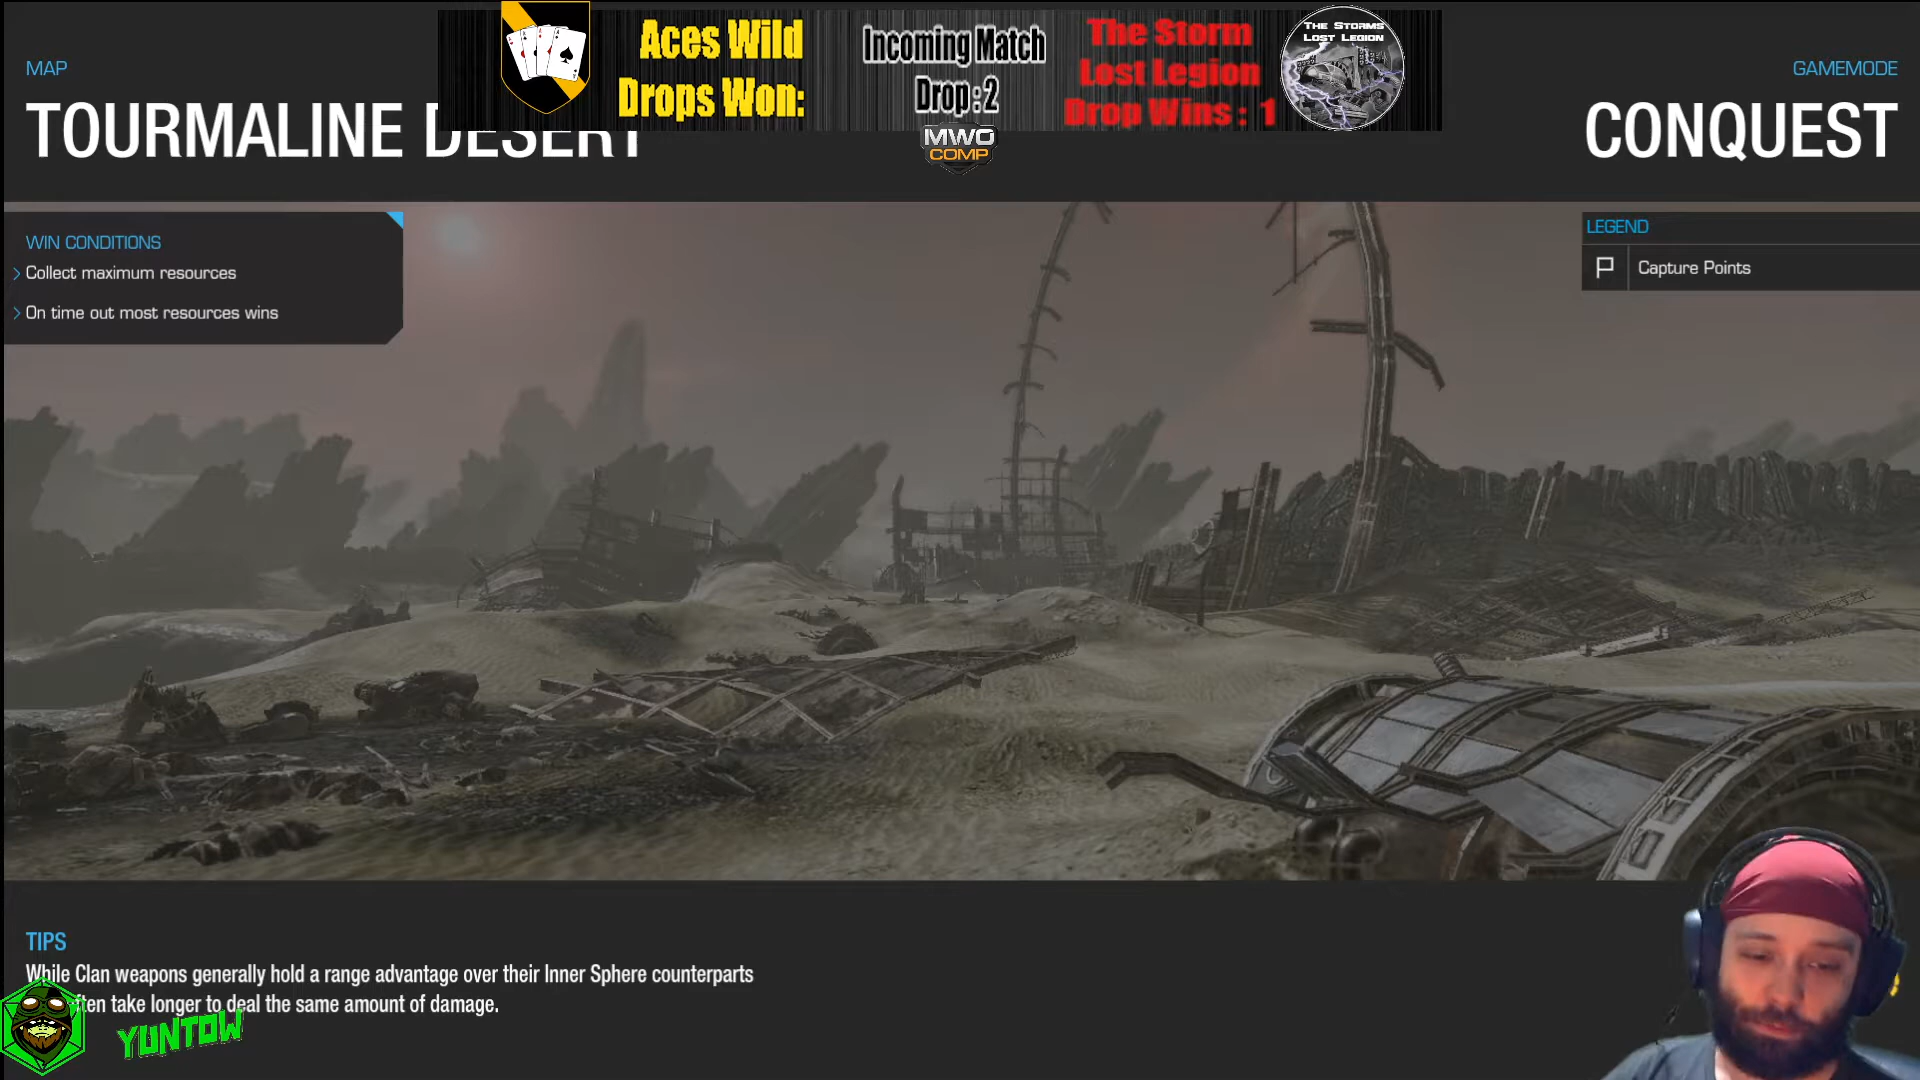 Aces Wild
Drops Won:
Incoming Match
Drop : 2
MWO
COMP
The Storm
Lost Legion
Drop Wins : 1
THE STORMS
LOST LEGION
MAP
TOURMALINE DESERT
GAMEMODE
CONQUEST
WIN CONDITIONS
> Collect maximum resources
> On time out most resources wins
LEGEND
Capture Points
TIPS
While Clan weapons generally hold a range advantage over their Inner Sphere counterparts
take longer to deal the same amount of damage.
YUNTOW